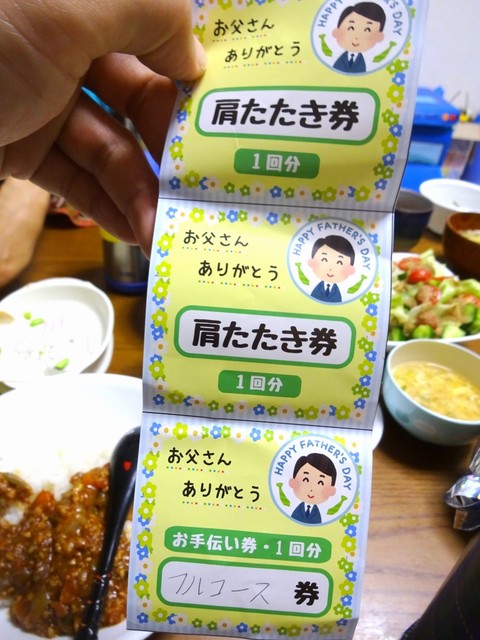 お父さん
ありがとう
HAPPY FATHER'S DAY
肩たたき券
1回分
お父さん
ありがとう
HAPPY FATHER'S DAY
肩たたき券
1回分
お父さん
ありがとう
HAPPY FATHER'S DAY
お手伝い券・1回分
フルコース 券